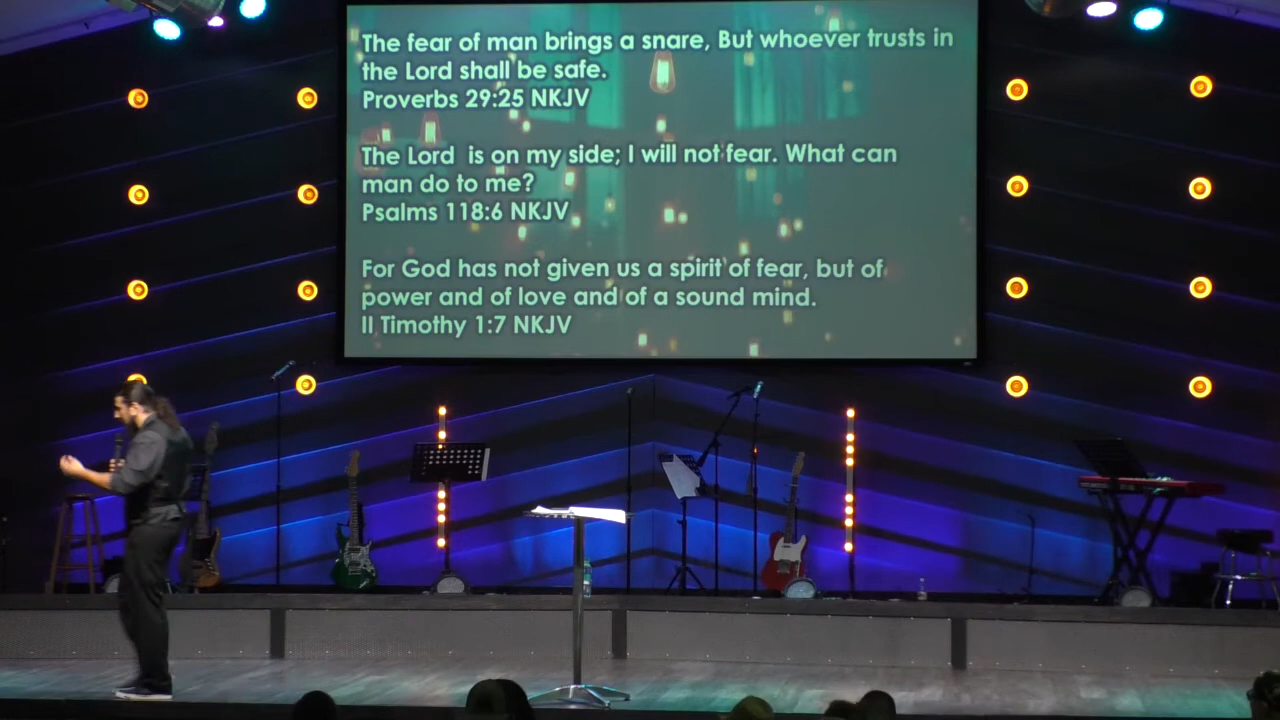 The fear of man brings a snare, But whoever trusts in
the Lord shall be safe.
Proverbs 29:25 NKJV
The Lord is on my side; I will not fear. What can
man do to me?
Psalms 118:6 NKJV
For God has not given us a spirit of fear, but of
power and of love and of a sound mind.
II Timothy 1:7 NKJV